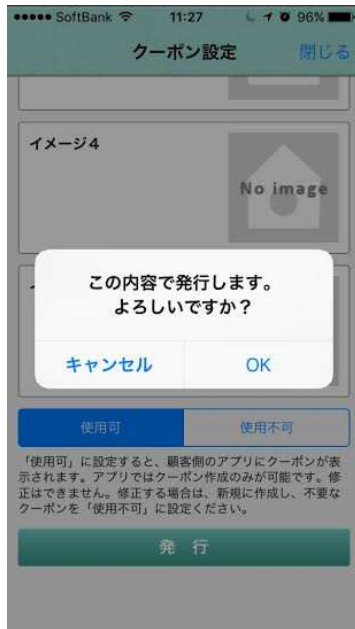 SoftBank 11:27 96%
クーポン設定 閉じる
イメージ4
No image
この内容で発行します。
よろしいですか？
キャンセル OK
使用可 使用不可
「使用可」に設定すると、顧客側のアプリにクーポンが表
示されます。アプリではクーポン作成のみが可能です。修
正はできません。修正する場合は、新規に作成し、不要な
クーポンを「使用不可」に設定ください。
発 行